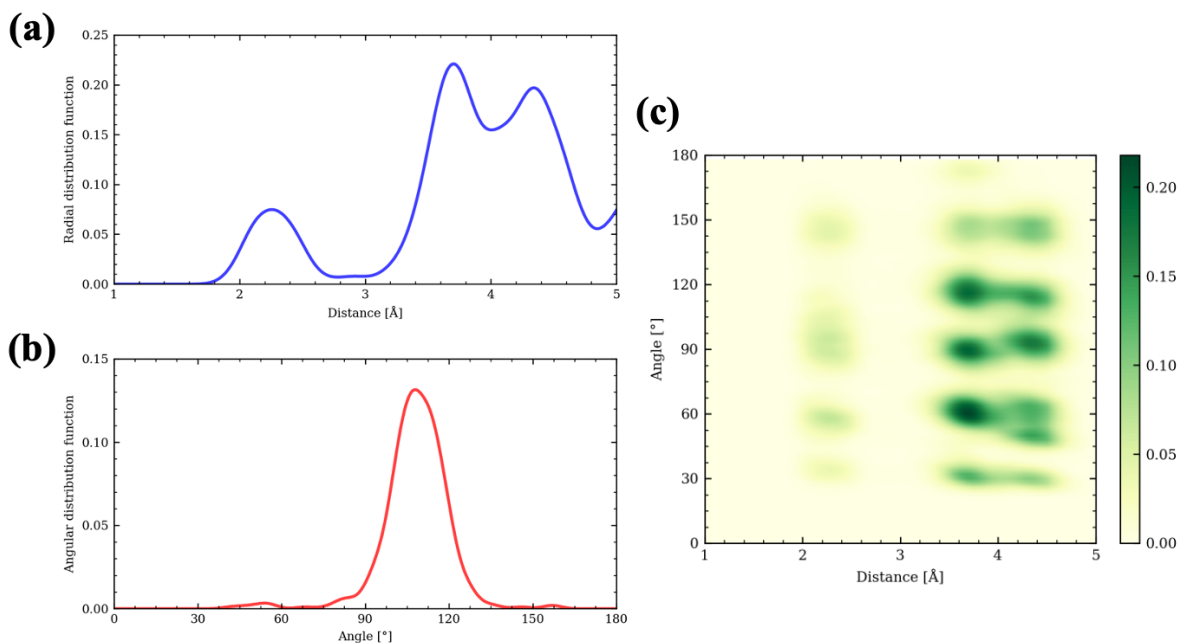 (a)
0.25
0.20
0.15
0.10
0.05
0.00
Radial distribution function
1 2 3 4 5
Distance [Å]
(b)
0.15
0.10
0.05
0.00
Angular distribution function
0 30 60 90 120 150 180
Angle [°]
(c)
180
150
120
90
60
30
0
Angle [°]
1 2 3 4 5
Distance [Å]
0.20
0.15
0.10
0.05
0.00